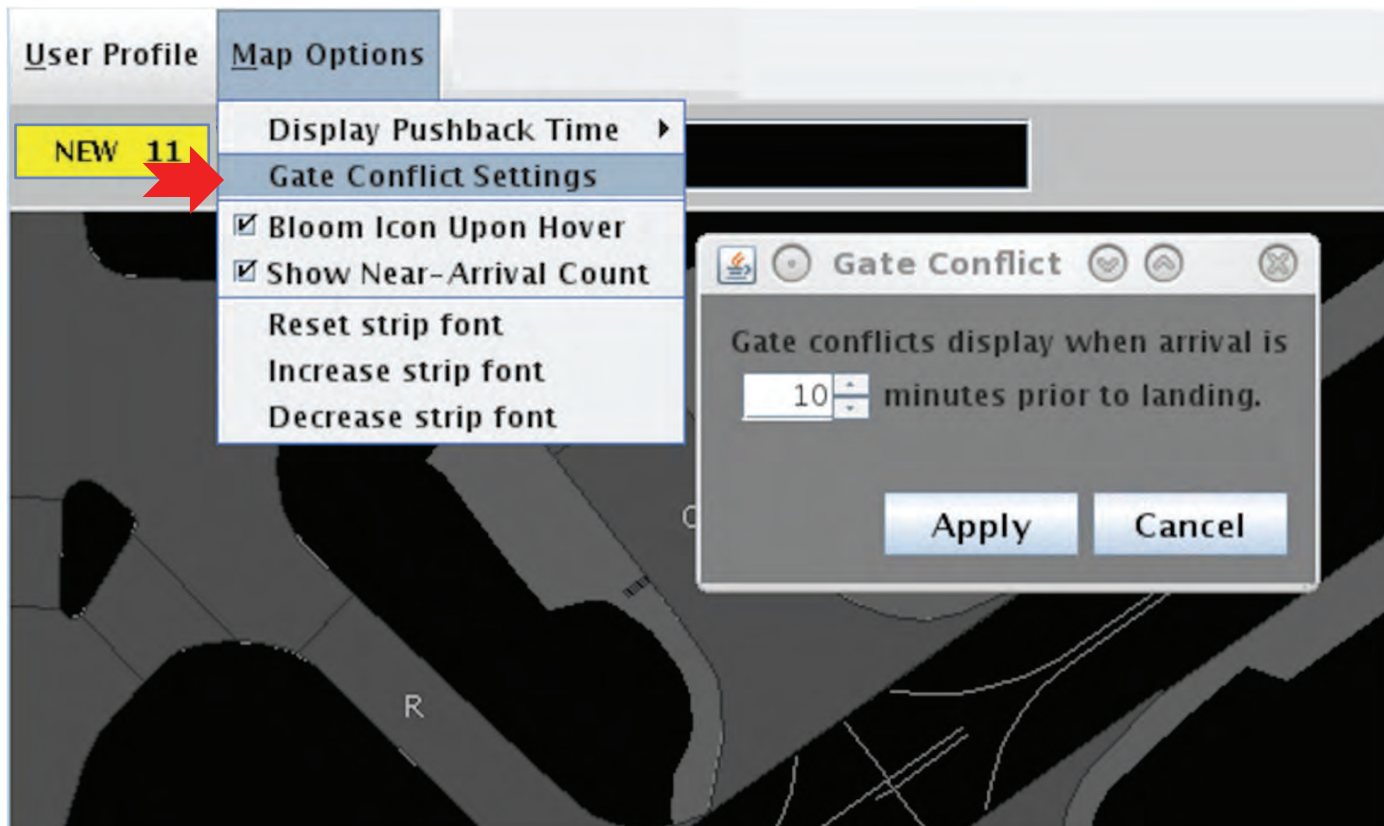 User Profile
Map Options
NEW 11
Display Pushback Time
Gate Conflict Settings
Bloom Icon Upon Hover
Show Near-Arrival Count
Reset strip font
Increase strip font
Decrease strip font
Gate Conflict
Gate conflicts display when arrival is
10 minutes prior to landing.
Apply
Cancel
R